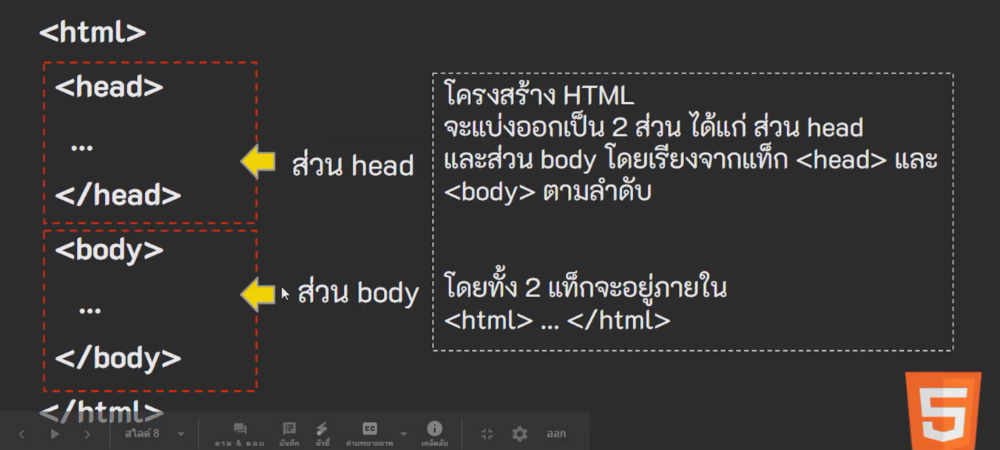 <html>
<head>
...
</head>
ส่วน head
<body>
...
</body>
ส่วน body
</html>
โครงสร้าง HTML
จะแบ่งออกเป็น 2 ส่วน ได้แก่ ส่วน head
และส่วน body โดยเรียงจากแท็ก <head> และ
<body> ตามลำดับ
โดยทั้ง 2 แท็กจะอยู่ภายใน
<html> ... </html>
5
สไลด์ 8
ถาม & ตอบ
บันทึก
ตัวชี้
CC
คำบรรยายภาพ
เคล็ดลับ
ออก